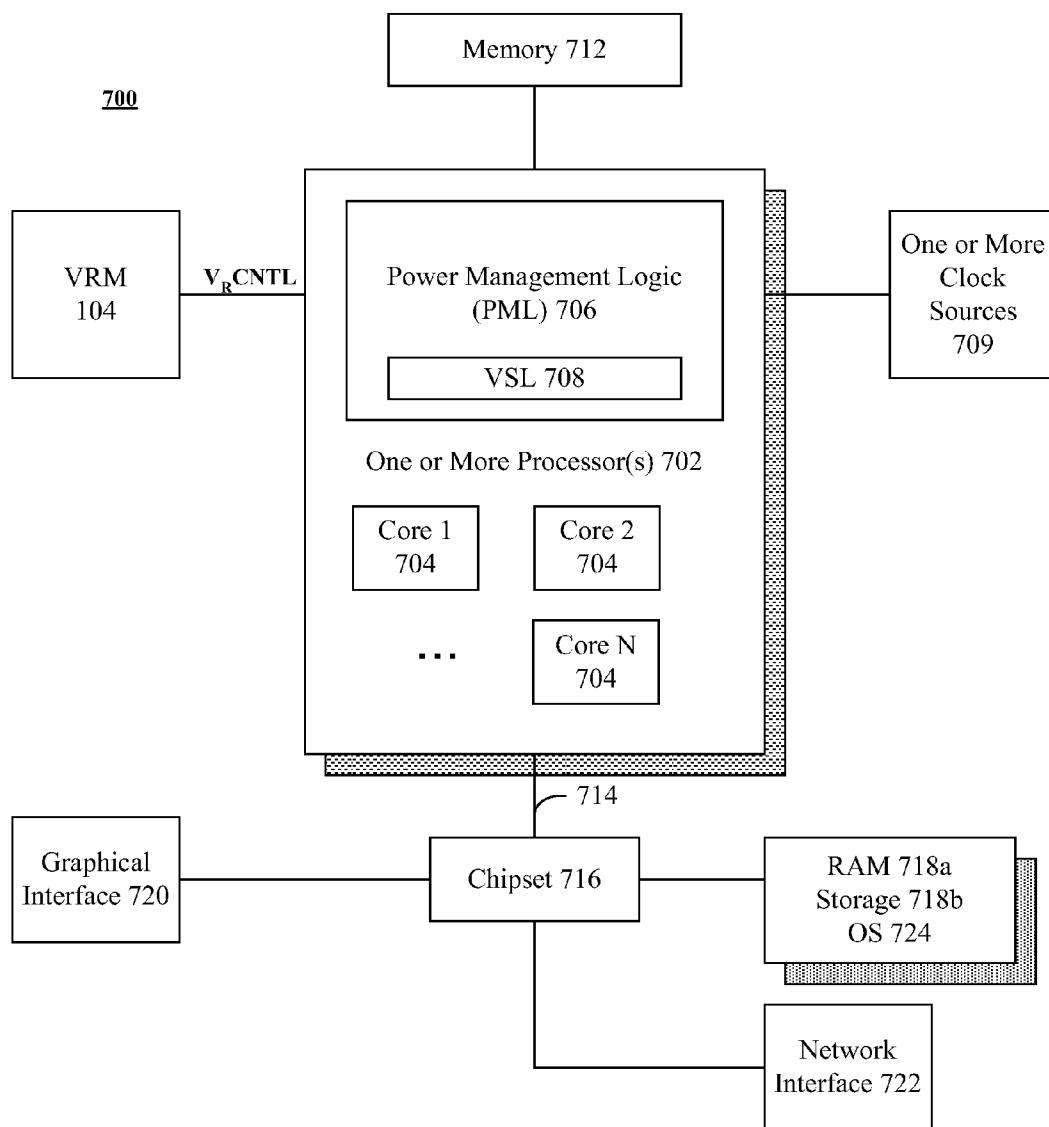 Memory 712
700
VRM
104
V_RCNTL
Power Management Logic
(PML) 706
VSL 708
One or More
Clock
Sources
709
One or More Processor(s) 702
Core 1
704
Core 2
704
...
Core N
704
714
Graphical
Interface 720
Chipset 716
RAM 718a
Storage 718b
OS 724
Network
Interface 722